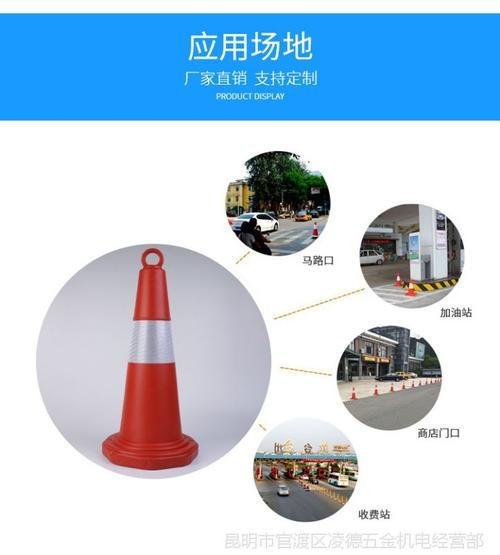 应用场地
厂家直销 支持定制
PRODUCT DISPLAY
马路口
加油站
商店门口
收费站
昆明市官渡区凌德五金机电经营部